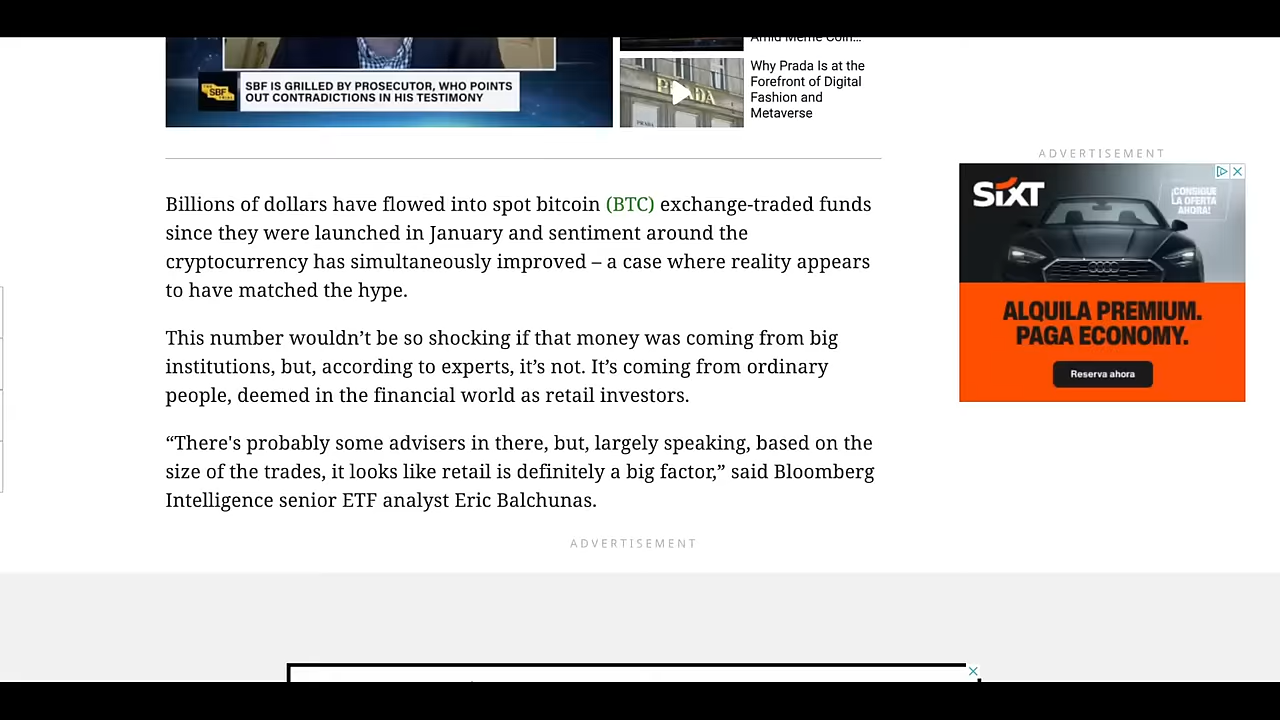 Amid Meme Coin...
SBF
SBF IS GRILLED BY PROSECUTOR, WHO POINTS
OUT CONTRADICTIONS IN HIS TESTIMONY
PRADA
PRADA
Why Prada Is at the
Forefront of Digital
Fashion and
Metaverse
Billions of dollars have flowed into spot bitcoin (BTC) exchange-traded funds
since they were launched in January and sentiment around the
cryptocurrency has simultaneously improved – a case where reality appears
to have matched the hype.
This number wouldn’t be so shocking if that money was coming from big
institutions, but, according to experts, it’s not. It’s coming from ordinary
people, deemed in the financial world as retail investors.
“There's probably some advisers in there, but, largely speaking, based on the
size of the trades, it looks like retail is definitely a big factor,” said Bloomberg
Intelligence senior ETF analyst Eric Balchunas.
ADVERTISEMENT
ADVERTISEMENT
SIXT
¡CONSIGUE
LA OFERTA
AHORA!
ALQUILA PREMIUM.
PAGA ECONOMY.
Reserva ahora